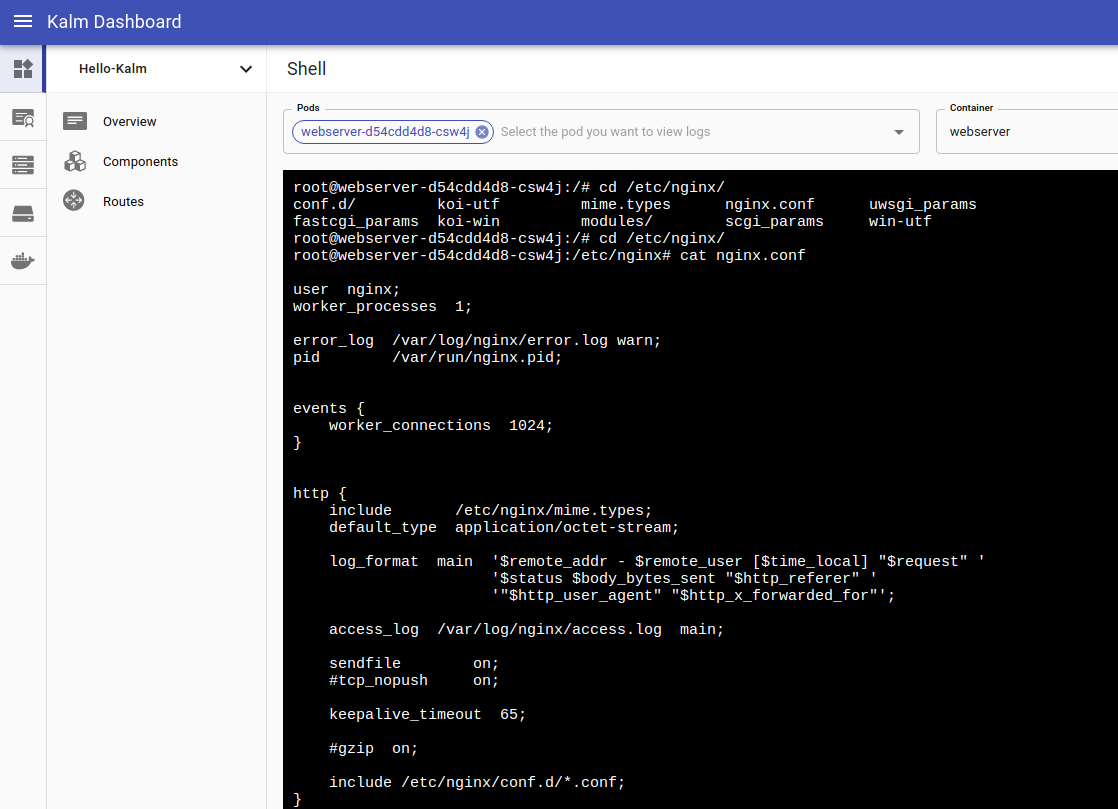 Kalm Dashboard
Hello-Kalm
Shell
Overview
Components
Routes
Pods
webserver-d54cdd4d8-csw4j Select the pod you want to view logs
Container
webserver
root@webserver-d54cdd4d8-csw4j:/# cd /etc/nginx/
conf.d/         koi-utf         mime.types      nginx.conf      uwsgi_params
fastcgi_params  koi-win         modules/        scgi_params     win-utf
root@webserver-d54cdd4d8-csw4j:/# cd /etc/nginx/
root@webserver-d54cdd4d8-csw4j:/etc/nginx# cat nginx.conf

user  nginx;
worker_processes  1;

error_log  /var/log/nginx/error.log warn;
pid        /var/run/nginx.pid;


events {
    worker_connections  1024;
}


http {
    include       /etc/nginx/mime.types;
    default_type  application/octet-stream;

    log_format  main  '$remote_addr - $remote_user [$time_local] "$request" '
                      '$status $body_bytes_sent "$http_referer" '
                      '"$http_user_agent" "$http_x_forwarded_for"';

    access_log  /var/log/nginx/access.log  main;

    sendfile        on;
    #tcp_nopush     on;

    keepalive_timeout  65;

    #gzip  on;

    include /etc/nginx/conf.d/*.conf;
}